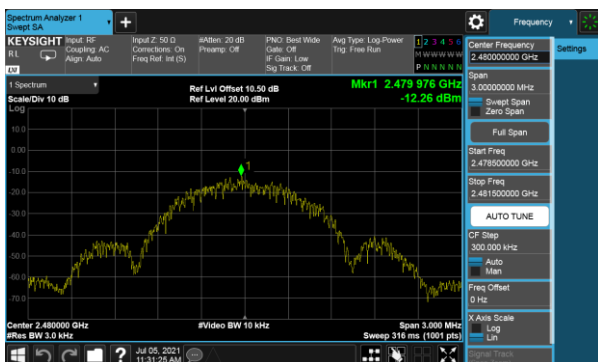 Spectrum Analyzer 1
Swept SA
+
Frequency
KEYSIGHT
RL
LXI
Input: RF
Coupling: AC
Align: Auto
Input Z: 50 Ω
Corrections: On
Freq Ref: Int (S)
#Atten: 20 dB
Preamp: Off
PNO: Best Wide
Gate: Off
IF Gain: Low
Sig Track: Off
Avg Type: Log-Power
Trig: Free Run
1 2 3 4 5 6
M W W W W W
P N N N N N
1 Spectrum
Scale/Div 10 dB
Log
Ref Lvl Offset 10.50 dB
Ref Level 20.00 dBm
Mkr1 2.479 976 GHz
-12.26 dBm
10.0
0.00
-10.0
-20.0
-30.0
-40.0
-50.0
-60.0
-70.0
1
Center 2.480000 GHz
#Res BW 3.0 kHz
#Video BW 10 kHz
Span 3.000 MHz
Sweep 316 ms (1001 pts)
Jul 05, 2021
11:31:25 AM
Center Frequency
2.480000000 GHz
Settings
Span
3.00000000 MHz
Swept Span
Zero Span
Full Span
Start Freq
2.478500000 GHz
Stop Freq
2.481500000 GHz
AUTO TUNE
CF Step
300.000 kHz
Auto
Man
Freq Offset
0 Hz
X Axis Scale
Log
Lin
Signal Track